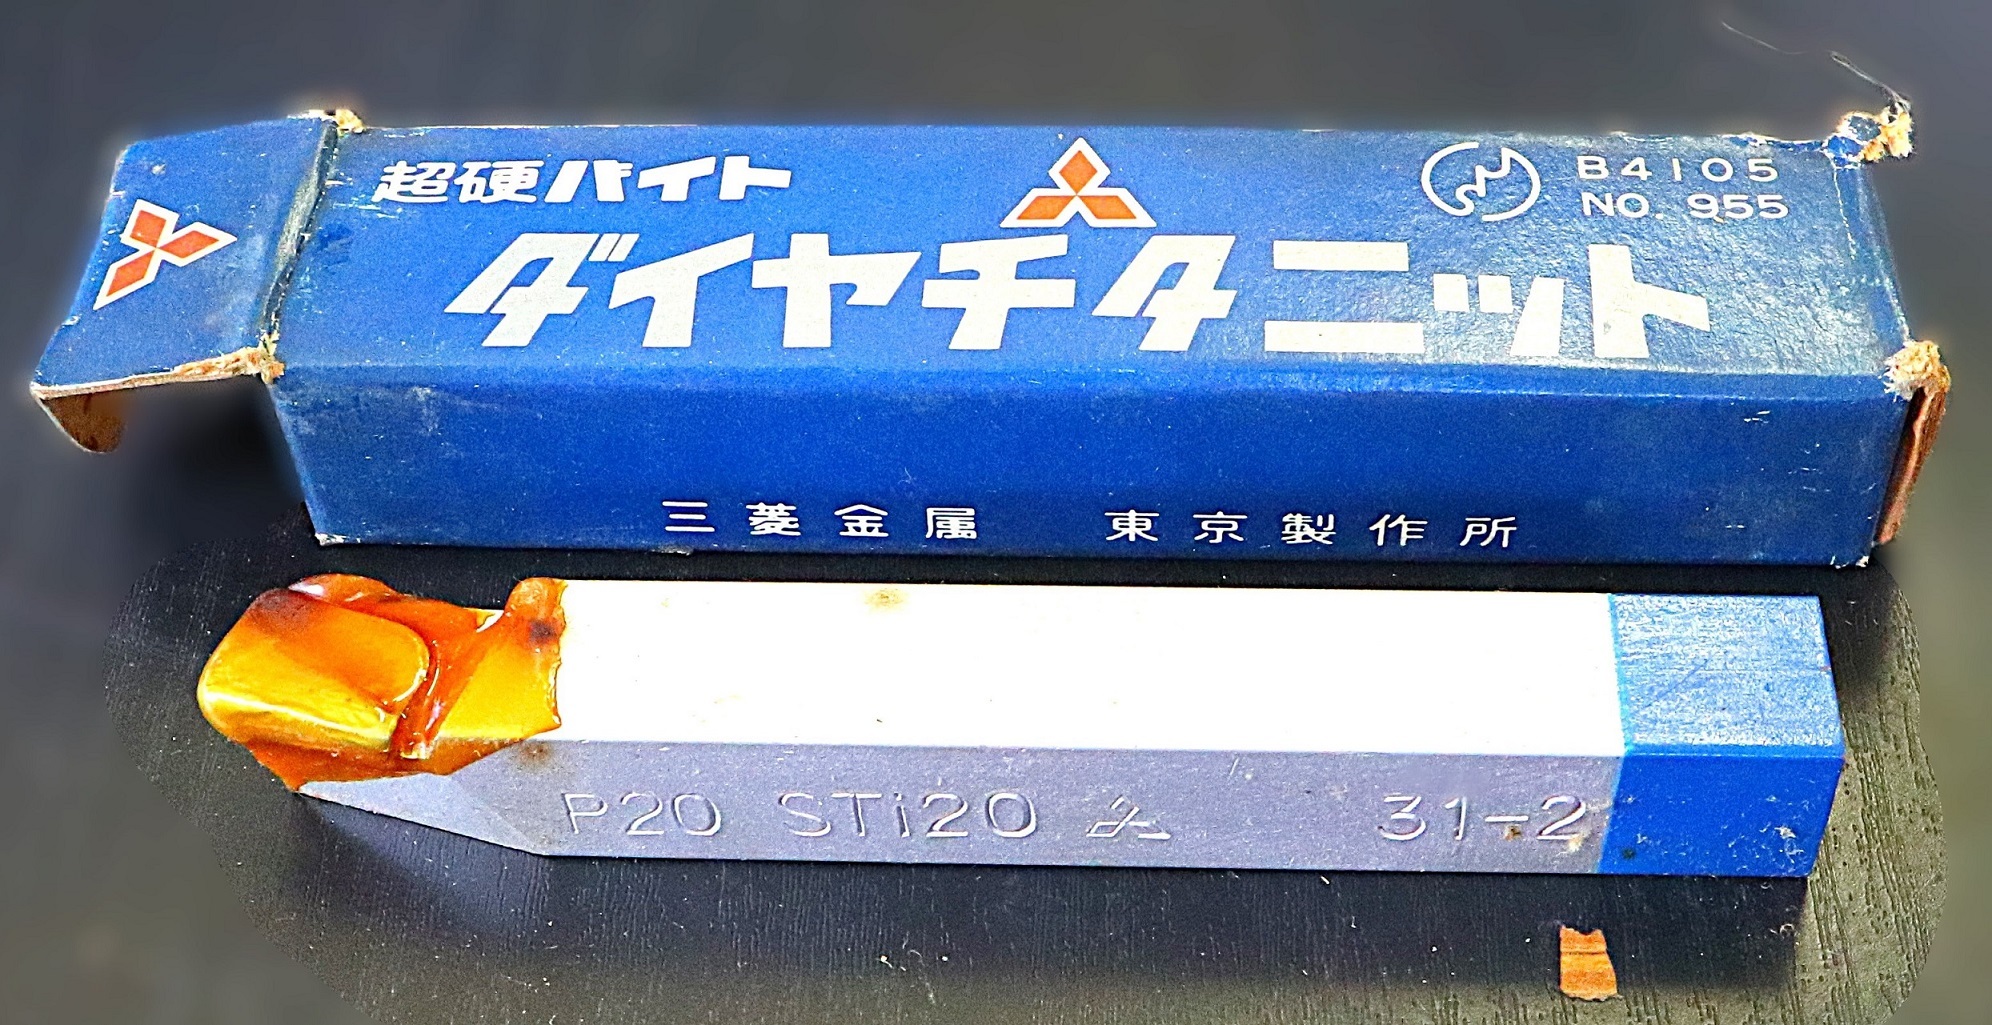 超硬バイト
B4105
NO. 955
ダイヤチタニット
三菱金属 東京製作所
P20 STi20 31-2